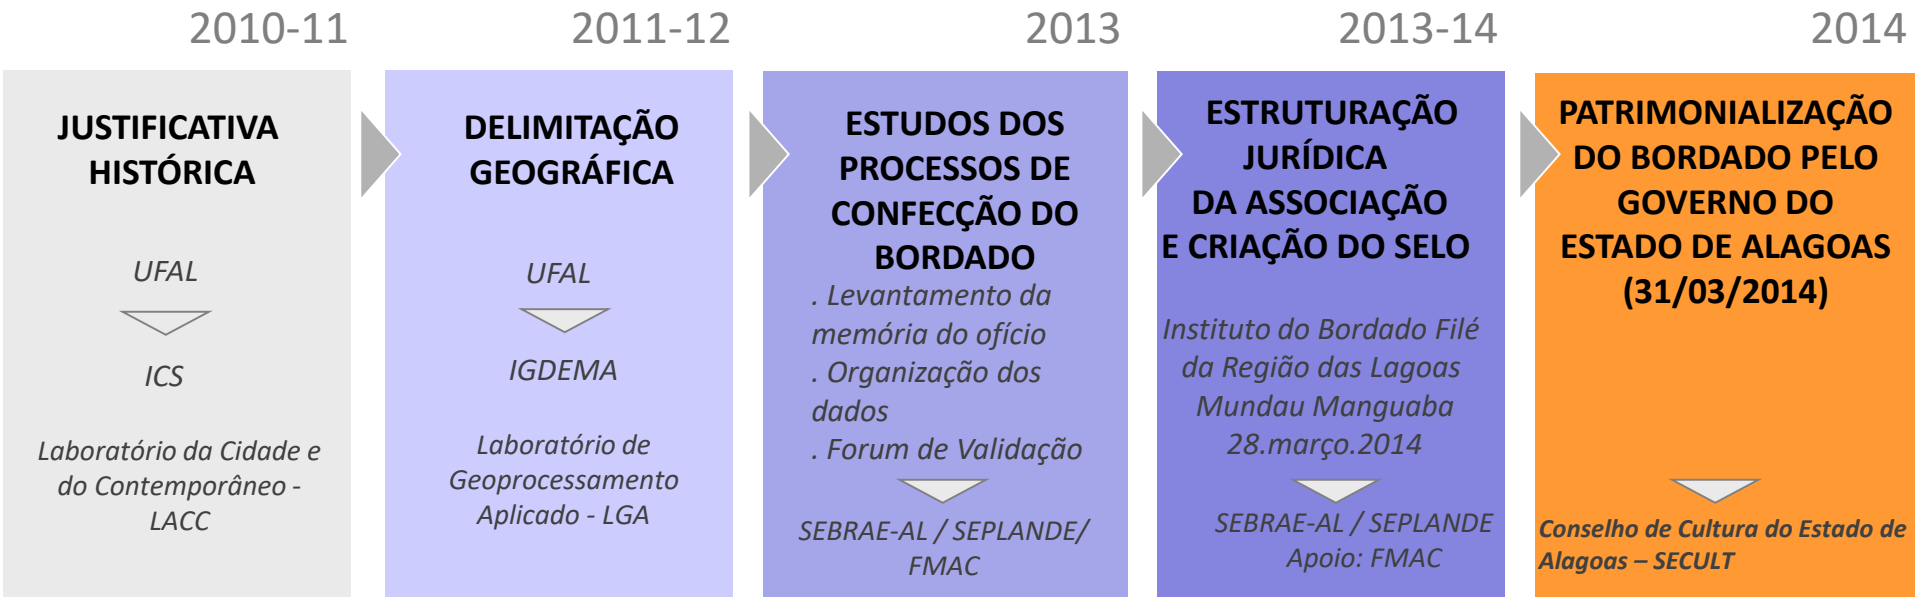 2010-11
JUSTIFICATIVA
HISTÓRICA
UFAL
ICS
Laboratório da Cidade e
do Contemporâneo -
LACC
2011-12
DELIMITAÇÃO
GEOGRÁFICA
UFAL
IGDEMA
Laboratório de
Geoprocessamento
Aplicado - LGA
2013
ESTUDOS DOS
PROCESSOS DE
CONFECÇÃO DO
BORDADO
. Levantamento da
memória do ofício
. Organização dos
dados
. Forum de Validação
SEBRAE-AL / SEPLANDE/
FMAC
2013-14
ESTRUTURAÇÃO
JURÍDICA
DA ASSOCIAÇÃO
E CRIAÇÃO DO SELO
Instituto do Bordado Filé
da Região das Lagoas
Mundau Manguaba
28.março.2014
SEBRAE-AL / SEPLANDE
Apoio: FMAC
2014
PATRIMONIALIZAÇÃO
DO BORDADO PELO
GOVERNO DO
ESTADO DE ALAGOAS
(31/03/2014)
Conselho de Cultura do Estado de
Alagoas – SECULT